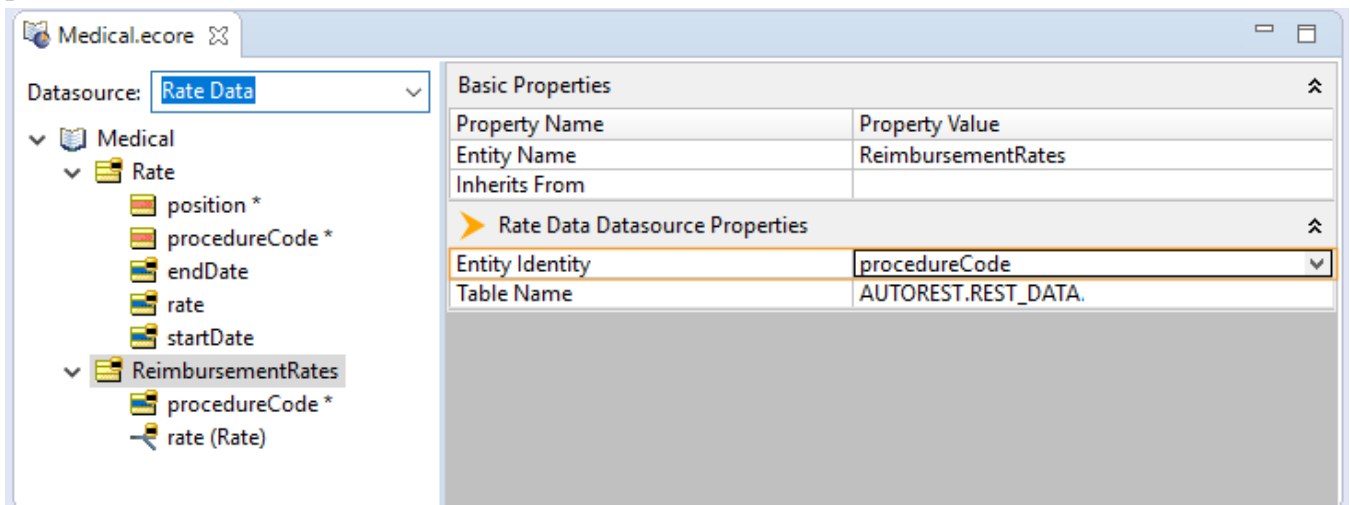 Medical.ecore
Datasource: Rate Data
Medical
Rate
position *
procedureCode *
endDate
rate
startDate
ReimbursementRates
procedureCode *
rate (Rate)
Basic Properties
Property Name Property Value
Entity Name ReimbursementRates
Inherits From
Rate Data Datasource Properties
Entity Identity procedureCode
Table Name AUTOREST.REST_DATA.